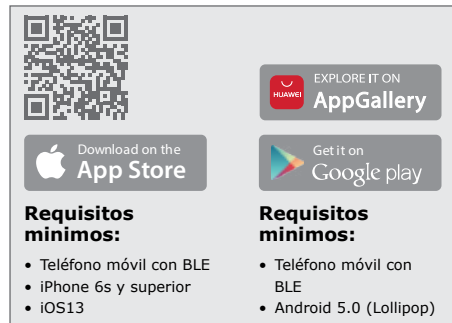 EXPLORE IT ON
HUAWEI
AppGallery
Download on the
App Store
Get it on
Google play
Requisitos
minimos:
• Teléfono móvil con BLE
• iPhone 6s y superior
• iOS13
Requisitos
minimos:
• Teléfono móvil con
BLE
• Android 5.0 (Lollipop)